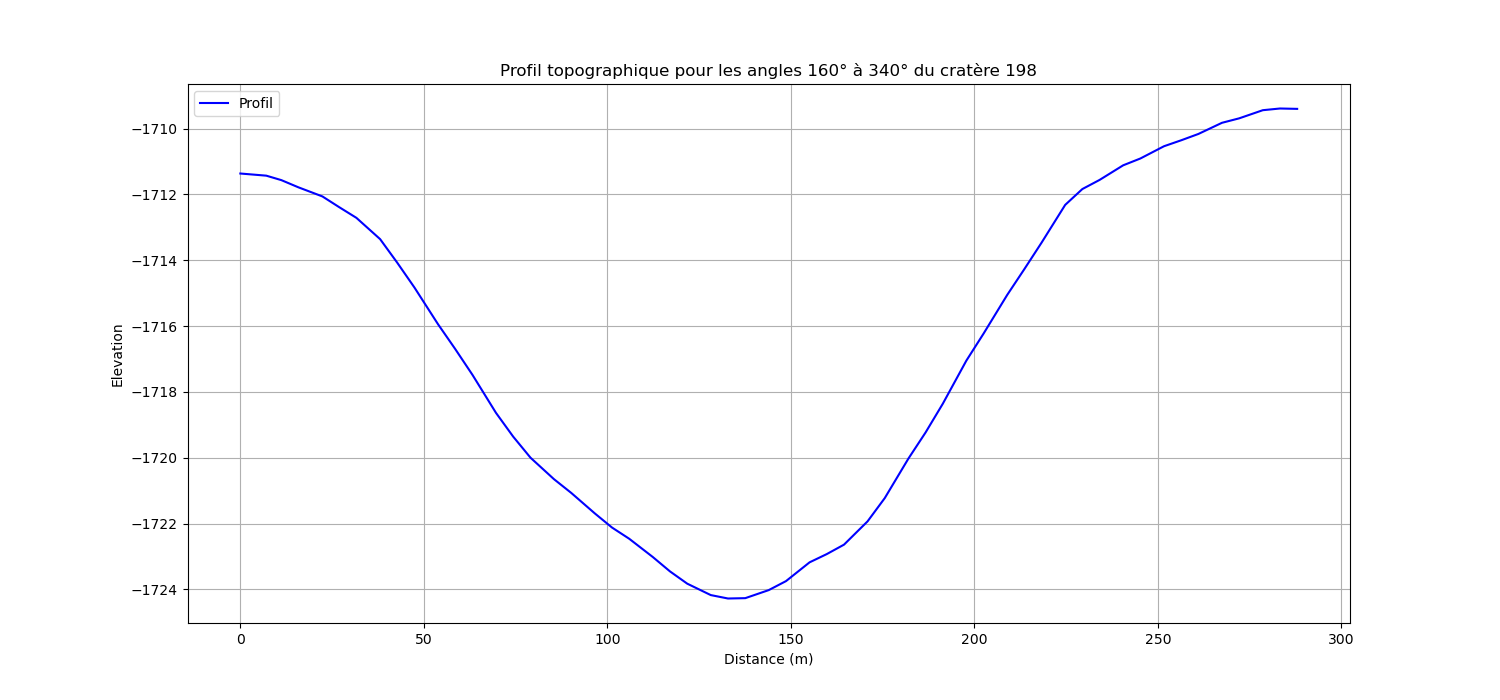 Profil topographique pour les angles 160° à 340° du cratère 198
Profil
−1710
−1712
−1714
−1716
−1718
−1720
−1722
−1724
Elevation
0 50 100 150 200 250 300
Distance (m)